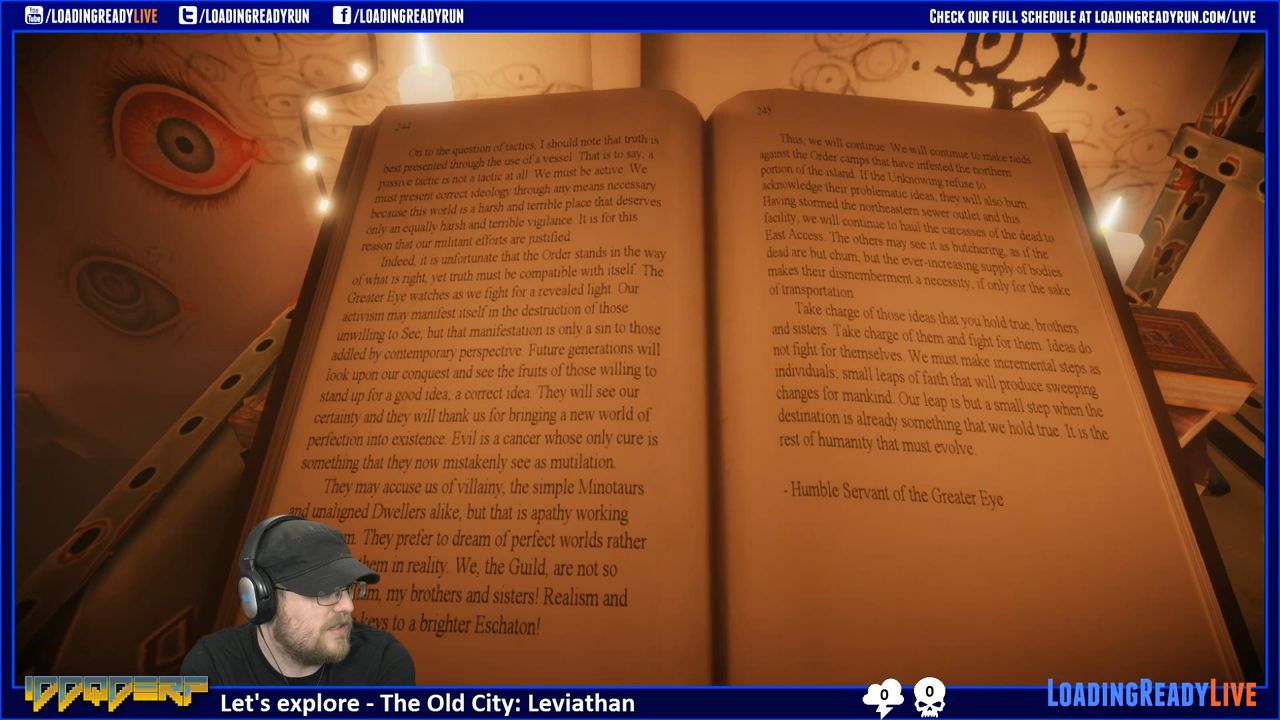 You Tube /LOADINGREADYLIVE
/LOADINGREADYRUN
/LOADINGREADYRUN
CHECK OUR FULL SCHEDULE AT LOADINGREADYRUN.COM/LIVE
244
On to the question of tactics, I should note that truth is
best presented through the use of a vessel. That is to say, a
passive tactic is not a tactic at all. We must be active. We
must present correct ideology through any means necessary
because this world is a harsh and terrible place that deserves
only an equally harsh and terrible vigilance. It is for this
reason that our militant efforts are justified.
Indeed, it is unfortunate that the Order stands in the way
of what is right, yet truth must be compatible with itself. The
Greater Eye watches as we fight for a revealed light. Our
activism may manifest itself in the destruction of those
unwilling to See, but that manifestation is only a sin to those
addled by contemporary perspective. Future generations will
look upon our conquest and see the fruits of those willing to
stand up for a good idea, a correct idea. They will see our
certainty and they will thank us for bringing a new world of
perfection into existence. Evil is a cancer whose only cure is
something that they now mistakenly see as mutilation.
They may accuse us of villainy, the simple Minotaurs
and unaligned Dwellers alike, but that is apathy working
They prefer to dream of perfect worlds rather
them in reality. We, the Guild, are not so
my brothers and sisters! Realism and
keys to a brighter Eschaton!
245
Thus, we will continue. We will continue to make raids
against the Order camps that have infested the northern
portion of the island. If the Unknowing refuse to
acknowledge their problematic ideas, they will also burn.
Having stormed the northeastern sewer outlet and this
facility, we will continue to haul the carcasses of the dead to
East Access. The others may see it as butchering, as if the
dead are but chum, but the ever-increasing supply of bodies
makes their dismemberment a necessity, if only for the sake
of transportation.
Take charge of those ideas that you hold true, brothers
and sisters. Take charge of them and fight for them. Ideas do
not fight for themselves. We must make incremental steps as
individuals; small leaps of faith that will produce sweeping
changes for mankind. Our leap is but a small step when the
destination is already something that we hold true. It is the
rest of humanity that must evolve.
- Humble Servant of the Greater Eye
IDDQDERP
Let's explore - The Old City: Leviathan
0
0
LOADINGREADYLIVE